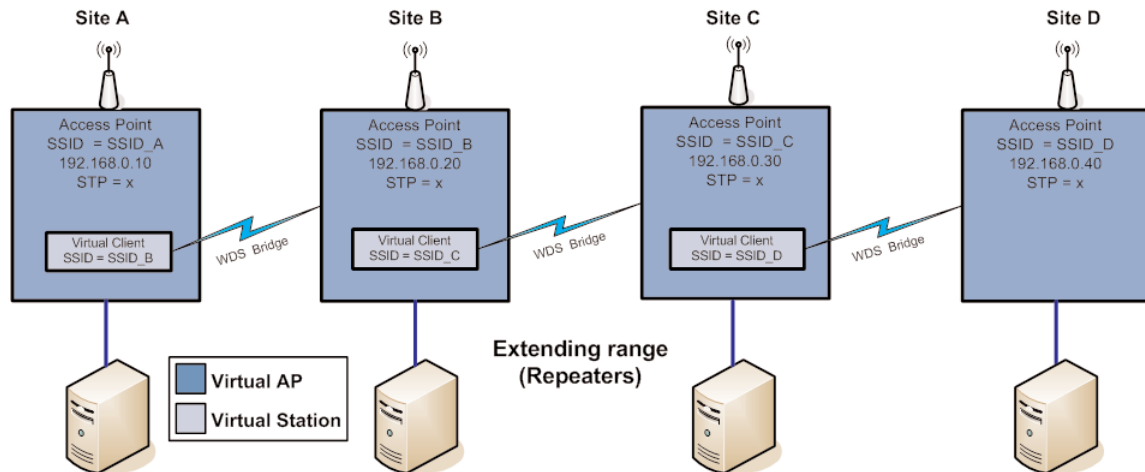 Site A
Site B
Site C
Site D
Access Point
SSID = SSID_A
192.168.0.10
STP = x
Virtual Client
SSID = SSID_B
WDS Bridge
Access Point
SSID = SSID_B
192.168.0.20
STP = x
Virtual Client
SSID = SSID_C
WDS Bridge
Access Point
SSID = SSID_C
192.168.0.30
STP = x
Virtual Client
SSID = SSID_D
WDS Bridge
Access Point
SSID = SSID_D
192.168.0.40
STP = x
Virtual AP
Virtual Station
Extending range
(Repeaters)